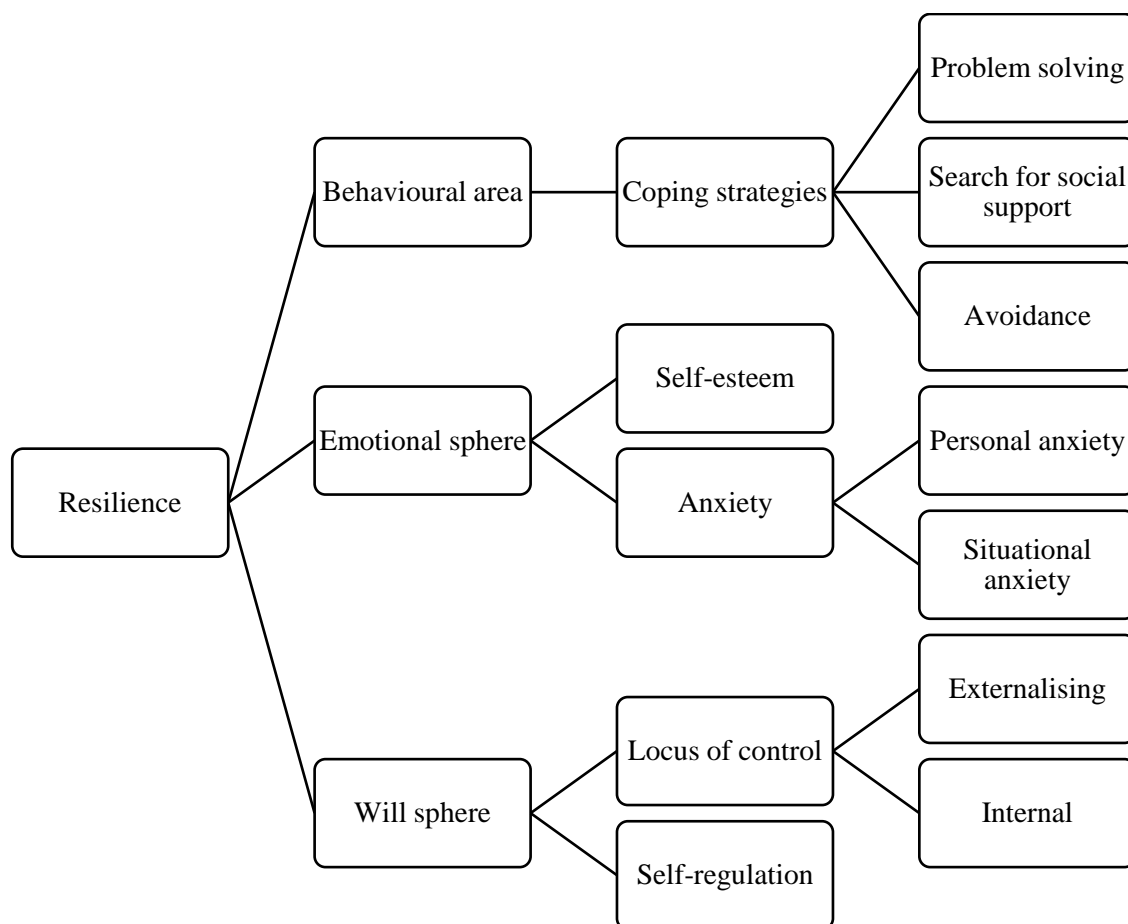 Problem solving
Behavioural area
Coping strategies
Search for social
support
Avoidance
Self-esteem
Emotional sphere
Personal anxiety
Resilience
Anxiety
Situational
anxiety
Externalising
Locus of control
Will sphere
Internal
Self-regulation